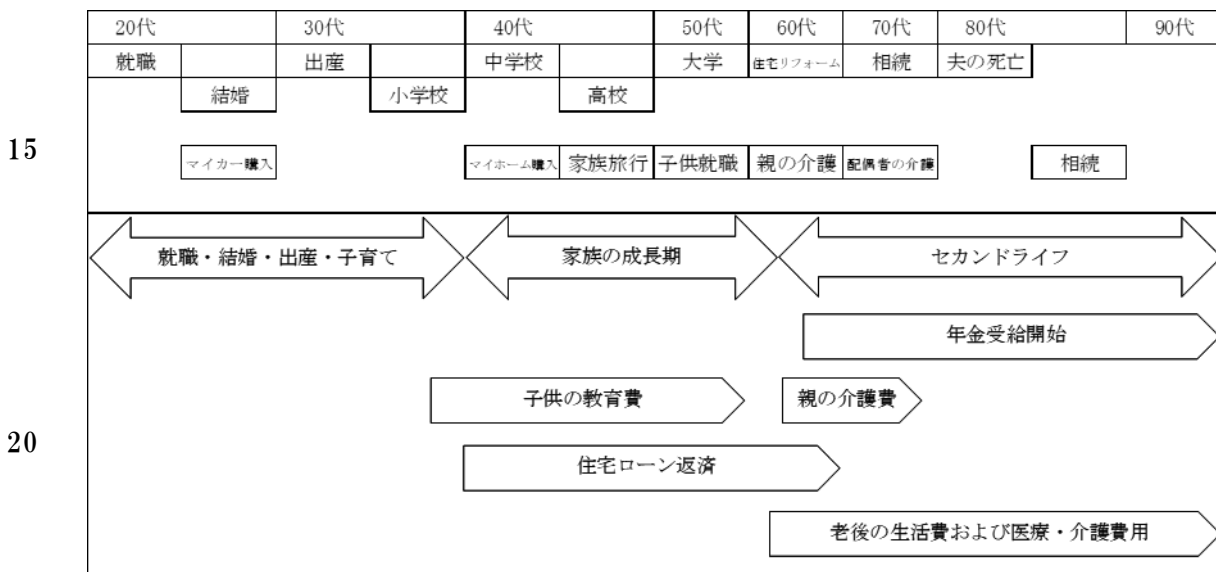 20代 30代 40代 50代 60代 70代 80代 90代
就職 出産 中学校 大学 住宅リフォーム 相続 夫の死亡
結婚 小学校 高校
15
マイカー購入 マイホーム購入 家族旅行 子供就職 親の介護 配偶者の介護 相続
就職・結婚・出産・子育て 家族の成長期 セカンドライフ
年金受給開始
子供の教育費 親の介護費
20
住宅ローン返済
老後の生活費および医療・介護費用